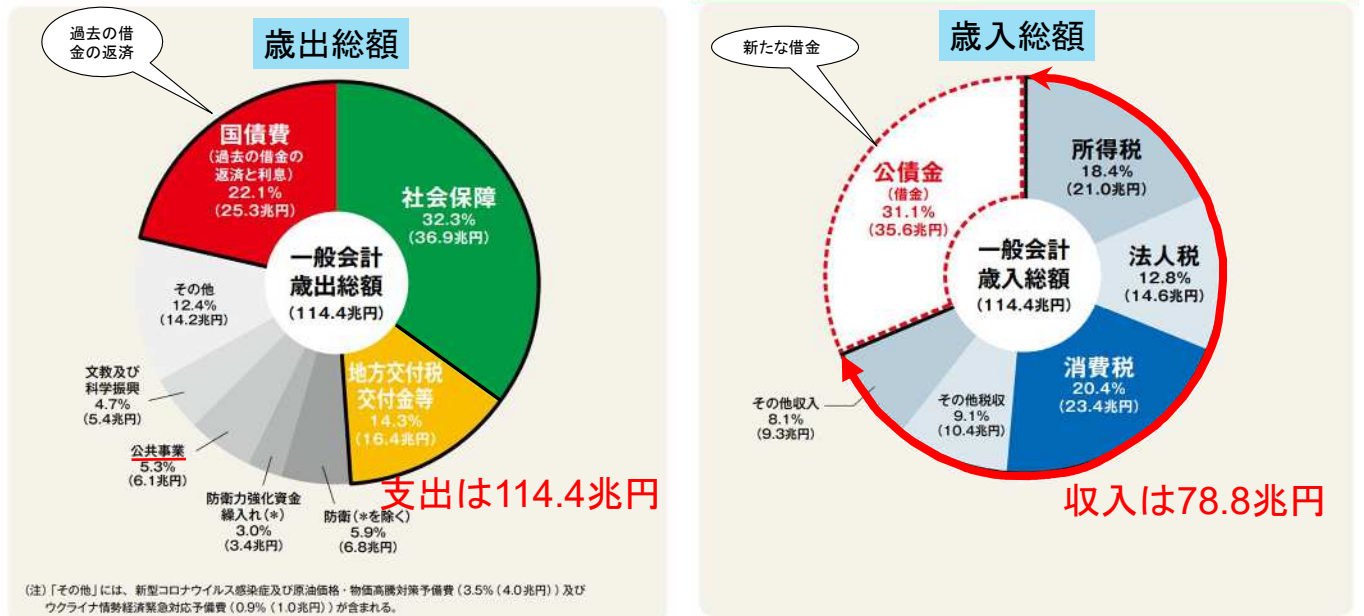 過去の借
金の返済
歳出総額
国債費
(過去の借金の
返済と利息)
22.1%
(25.3兆円)
社会保障
32.3%
(36.9兆円)
一般会計
歳出総額
(114.4兆円)
その他
12.4%
(14.2兆円)
地方交付税
交付金等
14.3%
(16.4兆円)
文教及び
科学振興
4.7%
(5.4兆円)
公共事業
5.3%
(6.1兆円)
防衛力強化資金
繰入れ(*)
3.0%
(3.4兆円)
防衛(*を除く)
5.9%
(6.8兆円)
支出は114.4兆円
(注)「その他」には、新型コロナウイルス感染症及び原油価格・物価高騰対策予備費(3.5%(4.0兆円))及び
ウクライナ情勢経済緊急対応予備費(0.9%(1.0兆円))が含まれる。
新たな借金
歳入総額
公債金
(借金)
31.1%
(35.6兆円)
所得税
18.4%
(21.0兆円)
法人税
12.8%
(14.6兆円)
一般会計
歳入総額
(114.4兆円)
消費税
20.4%
(23.4兆円)
その他税収
9.1%
(10.4兆円)
その他収入
8.1%
(9.3兆円)
収入は78.8兆円